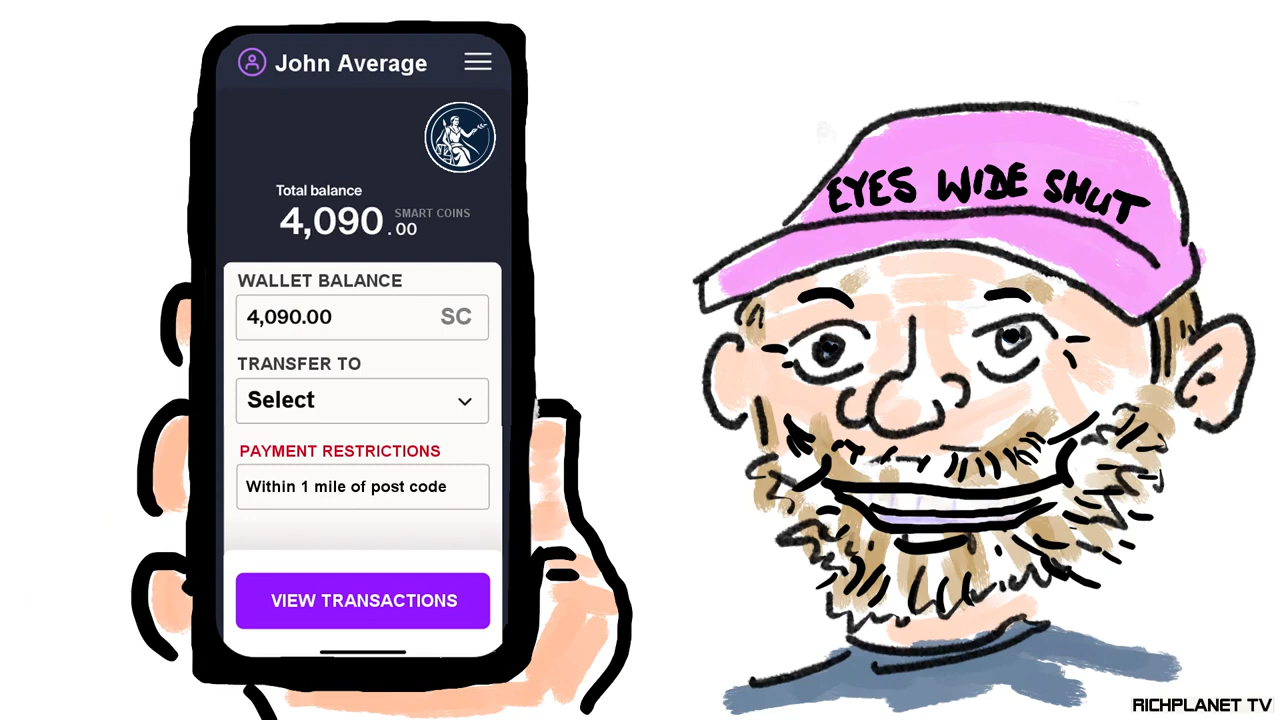 John Average
Total balance
4,090.00 SMART COINS
WALLET BALANCE
4,090.00 SC
TRANSFER TO
Select
PAYMENT RESTRICTIONS
Within 1 mile of post code
VIEW TRANSACTIONS
EYES WIDE SHUT
RICHPLANET TV